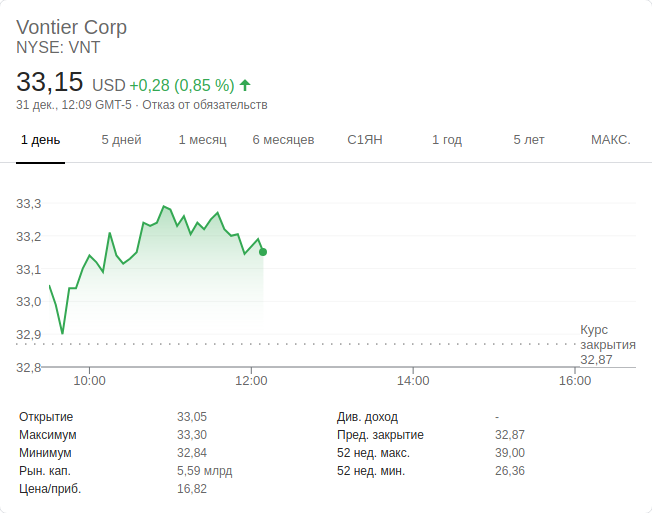 Vontier Corp
NYSE: VNT
33,15 USD +0,28 (0,85 %)
31 дек., 12:09 GMT-5 · Отказ от обязательств
1 день 5 дней 1 месяц 6 месяцев С1ЯН 1 год 5 лет МАКС.
33,3
33,2
33,1
33,0
32,9
32,8
Курс
закрытия
32,87
10:00 12:00 14:00 16:00
Открытие 33,05
Максимум 33,30
Минимум 32,84
Рын. кап. 5,59 млрд
Цена/приб. 16,82
Див. доход -
Пред. закрытие 32,87
52 нед. макс. 39,00
52 нед. мин. 26,36